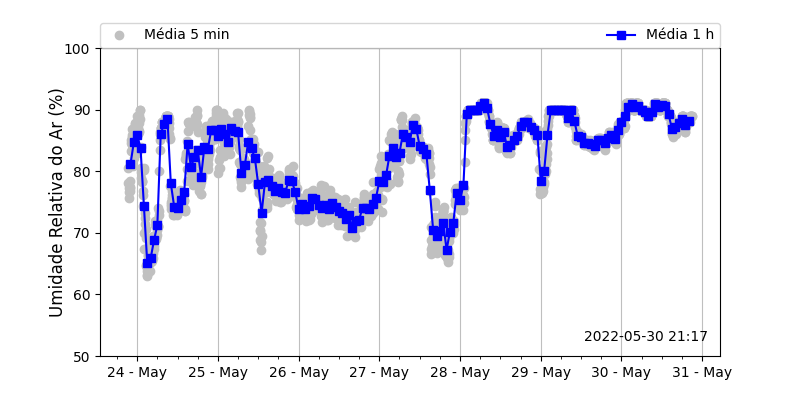 Média 5 min
Média 1 h
Umidade Relativa do Ar (%)
100
90
80
70
60
50
2022-05-30 21:17
24 - May
25 - May
26 - May
27 - May
28 - May
29 - May
30 - May
31 - May